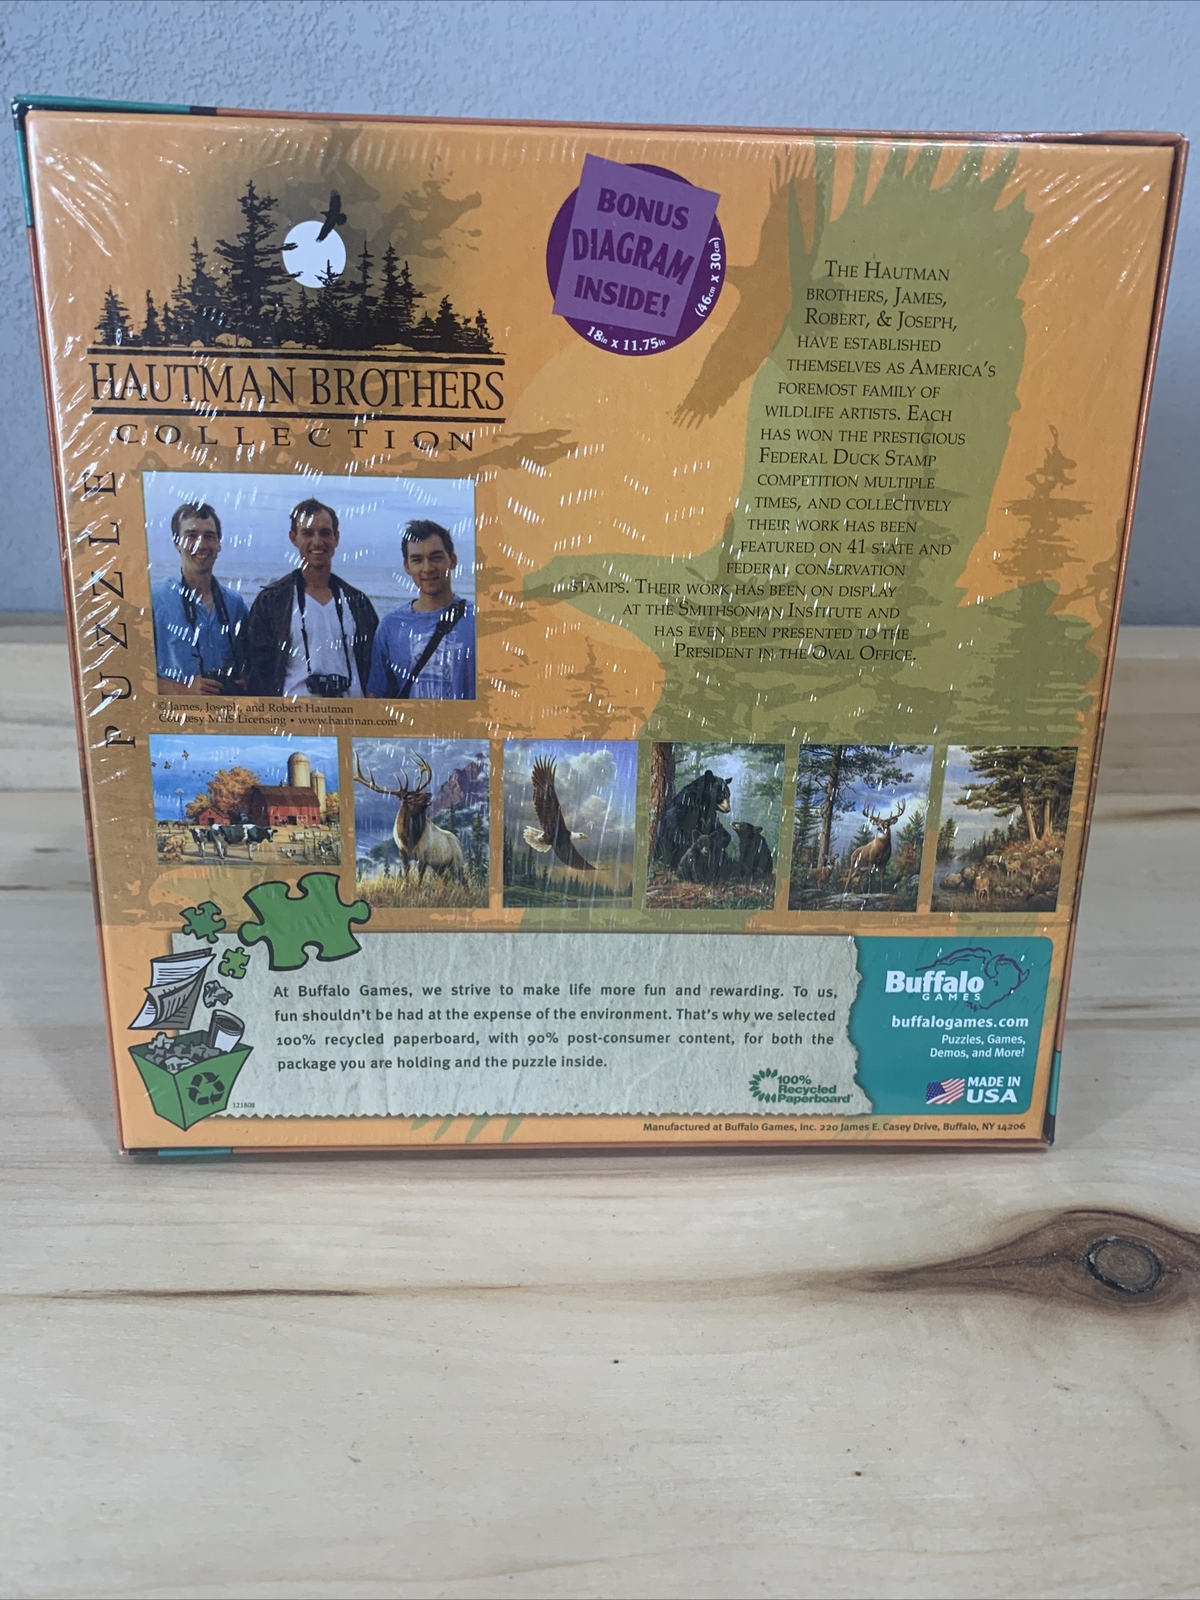 BONUS
DIAGRAM
INSIDE!
18in x 11.75in
(46cm x 30cm)
HAUTMAN BROTHERS
COLLECTION
PUZZLE
THE HAUTMAN
BROTHERS, JAMES,
ROBERT, & JOSEPH,
HAVE ESTABLISHED
THEMSELVES AS AMERICA'S
FOREMOST FAMILY OF
WILDLIFE ARTISTS. EACH
HAS WON THE PRESTIGIOUS
FEDERAL DUCK STAMP
COMPETITION MULTIPLE
TIMES, AND COLLECTIVELY
THEIR WORK HAS BEEN
FEATURED ON 41 STATE AND
FEDERAL CONSERVATION
STAMPS. THEIR WORK HAS BEEN ON DISPLAY
AT THE SMITHSONIAN INSTITUTE AND
HAS EVEN BEEN PRESENTED TO THE
PRESIDENT IN THE OVAL OFFICE.
© James, Joseph, and Robert Hautman
Courtesy MHS Licensing • www.hautman.com
At Buffalo Games, we strive to make life more fun and rewarding. To us,
fun shouldn't be had at the expense of the environment. That's why we selected
100% recycled paperboard, with 90% post-consumer content, for both the
package you are holding and the puzzle inside.
100%
Recycled
Paperboard
121808
Buffalo
GAMES
buffalogames.com
Puzzles, Games,
Demos, and More!
MADE IN
USA
Manufactured at Buffalo Games, Inc. 220 James E. Casey Drive, Buffalo, NY 14206